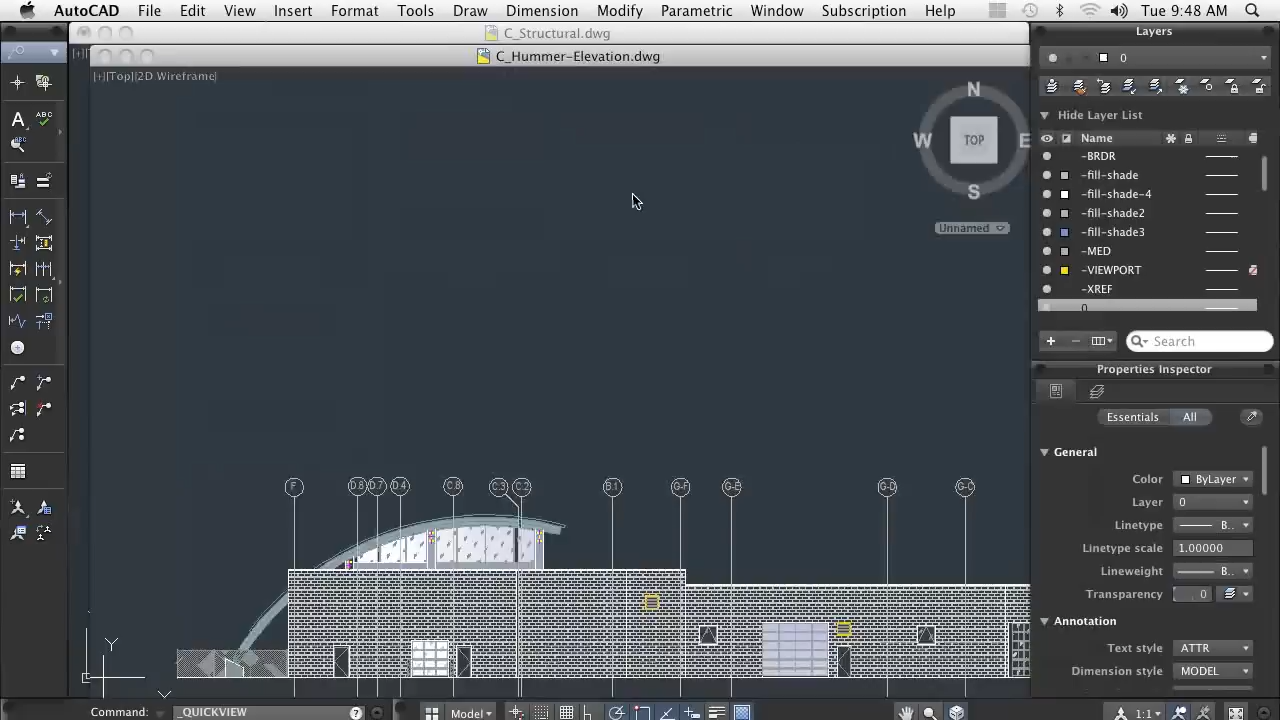 AutoCAD File Edit View Insert Format Tools Draw Dimension Modify Parametric Window Subscription Help Tue 9:48 AM
C_Structural.dwg
C_Hummer-Elevation.dwg
[+][Top][2D Wireframe]
N
W TOP E
S
Unnamed
F D.8 D.7 D.4 C.8 C.3 C.2 B.1 G-F G-E G-D G-C
Y
A ABC
ABC
Layers
0
Hide Layer List
Name
-BRDR
-fill-shade
-fill-shade-4
-fill-shade2
-fill-shade3
-MED
-VIEWPORT
-XREF
0
Search
Properties Inspector
Essentials All
General
Color ByLayer
Layer 0
Linetype B..
Linetype scale 1.00000
Lineweight B..
Transparency 0
Annotation
Text style ATTR
Dimension style MODEL
Command: _QUICKVIEW ? Model 1:1